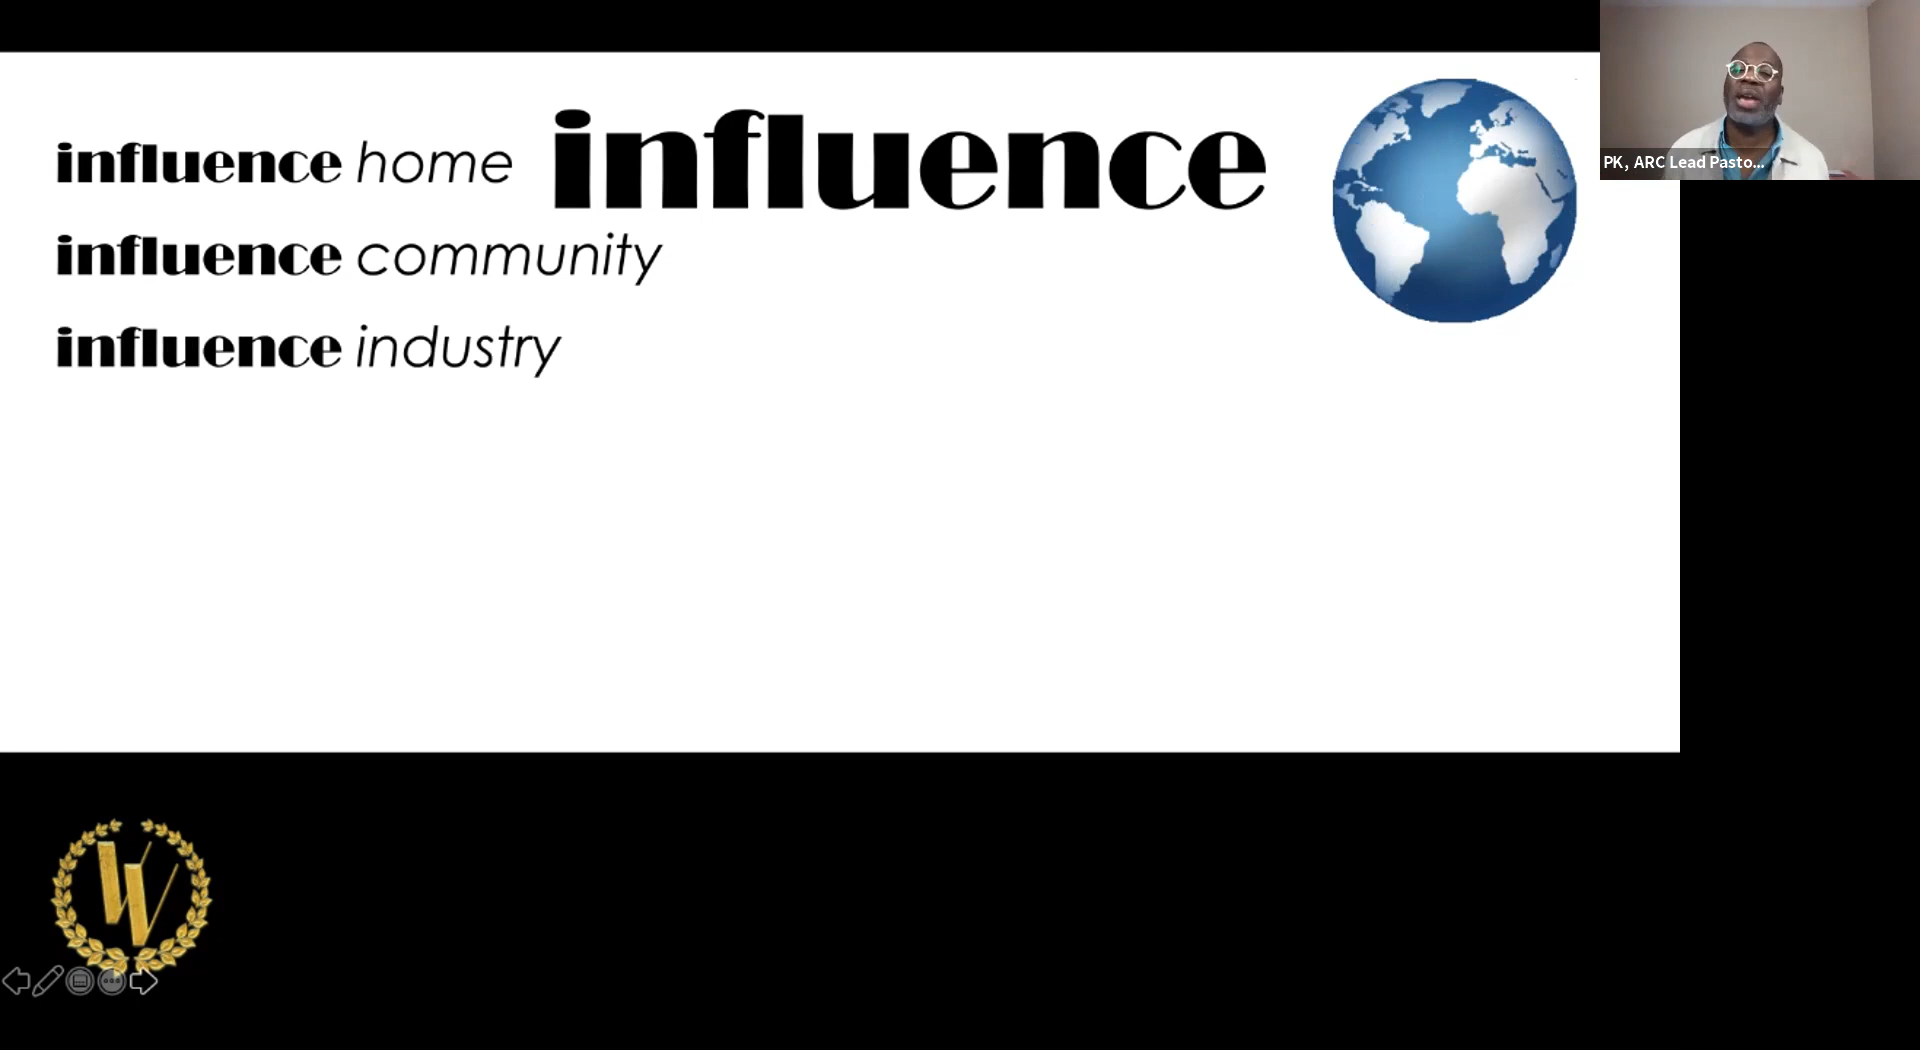 influence home
influence
influence community
influence industry
PK, ARC Lead Pasto...
W